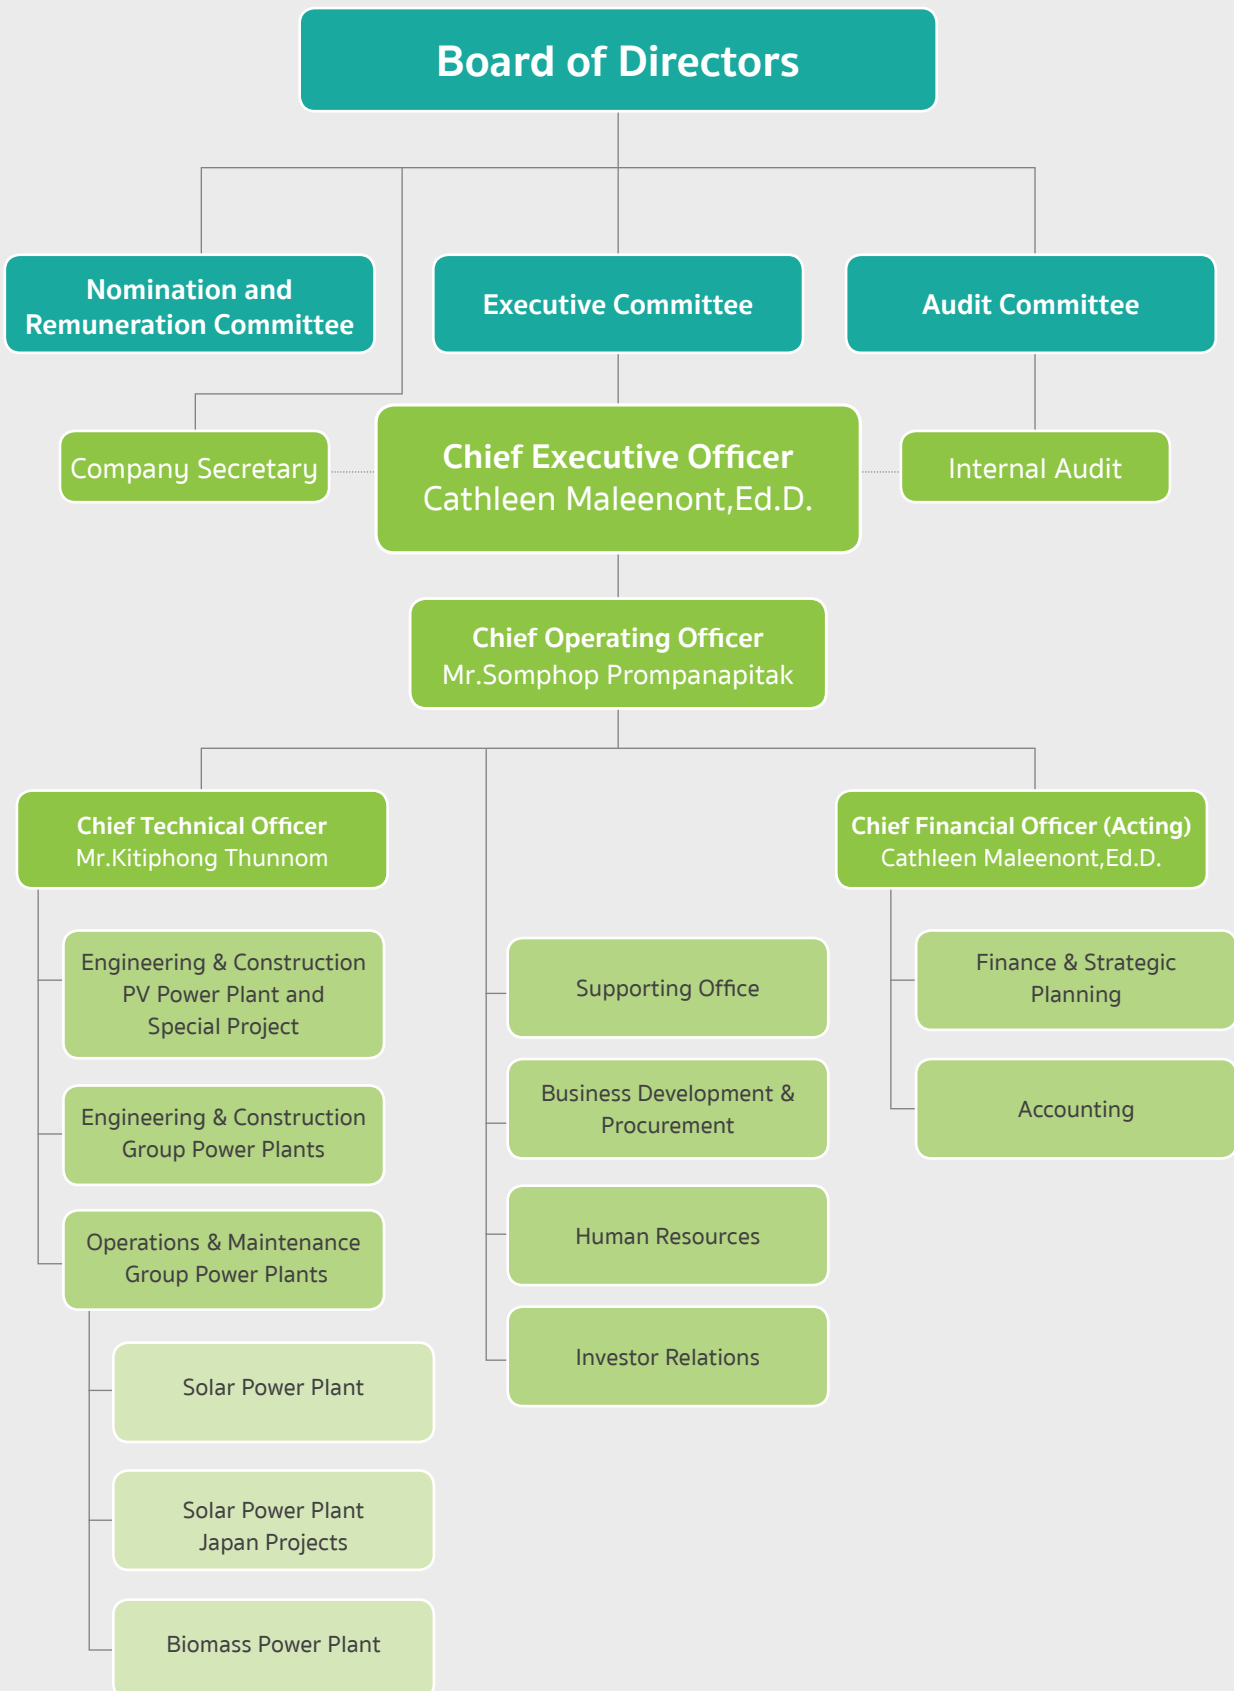 Board of Directors
Nomination and
Remuneration Committee
Executive Committee
Audit Committee
Company Secretary
Chief Executive Officer
Cathleen Maleenont,Ed.D.
Internal Audit
Chief Operating Officer
Mr.Somphop Prompanapitak
Chief Technical Officer
Mr.Kitiphong Thunnom
Chief Financial Officer (Acting)
Cathleen Maleenont,Ed.D.
Engineering & Construction
PV Power Plant and
Special Project
Engineering & Construction
Group Power Plants
Operations & Maintenance
Group Power Plants
Solar Power Plant
Solar Power Plant
Japan Projects
Biomass Power Plant
Supporting Office
Business Development &
Procurement
Human Resources
Investor Relations
Finance & Strategic
Planning
Accounting